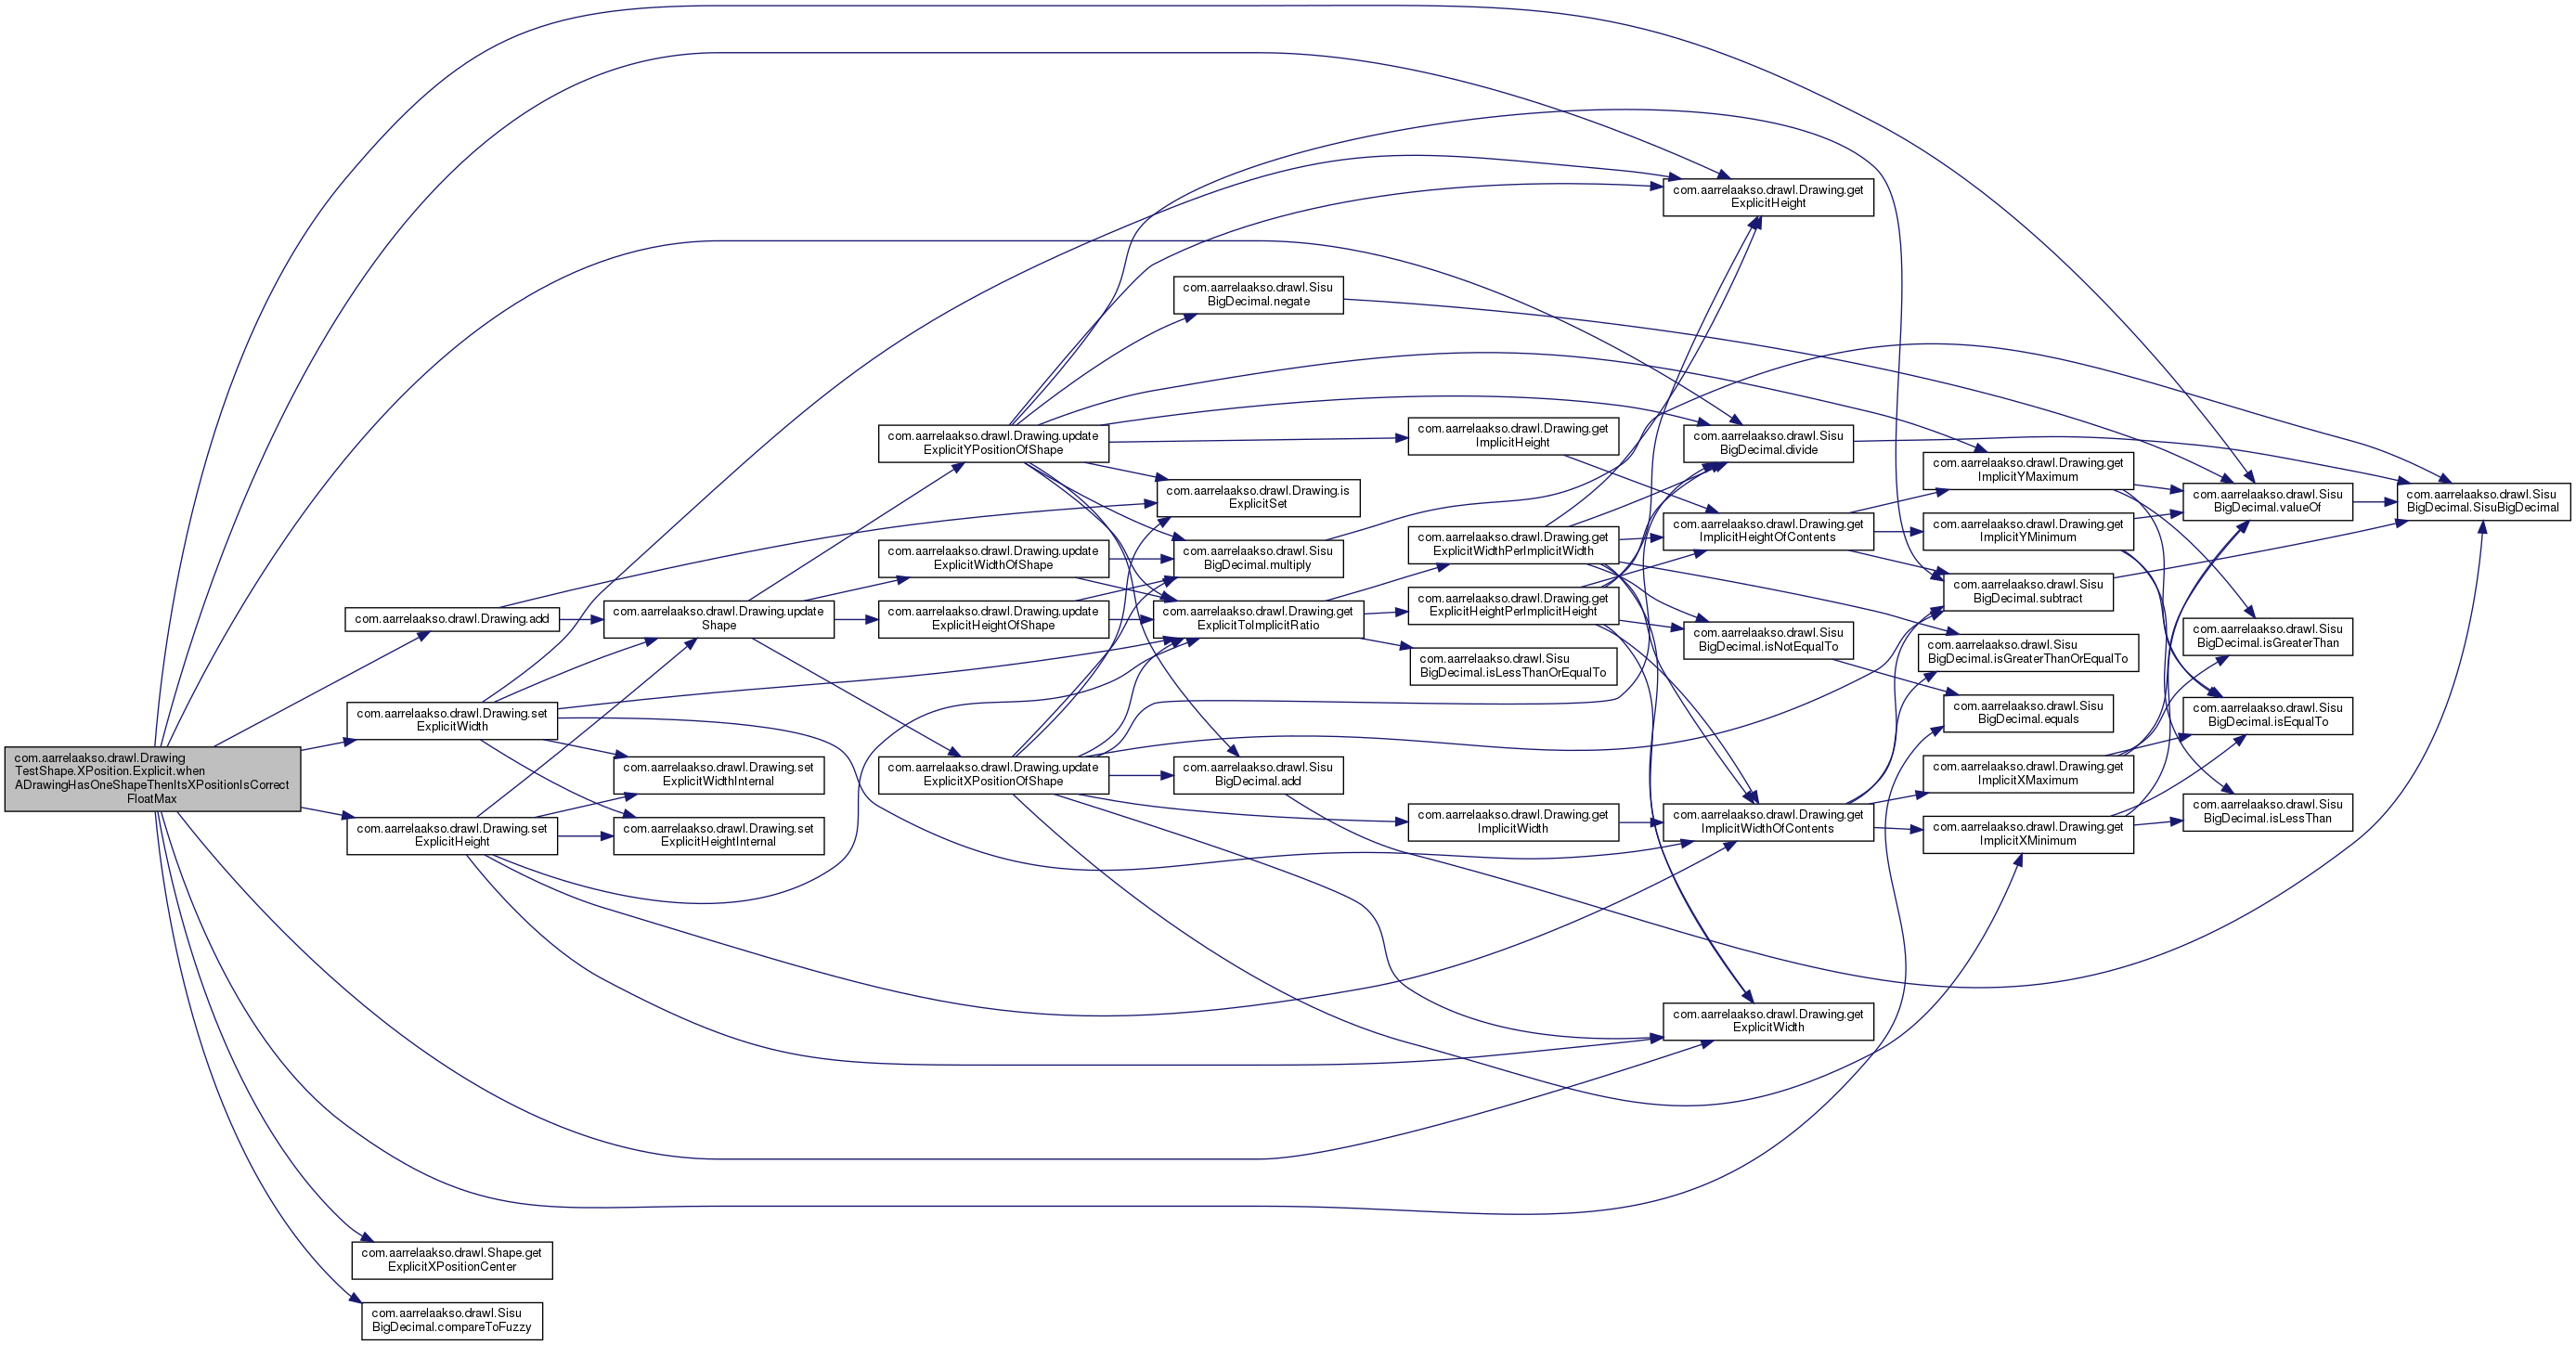 com.aarrelaakso.drawl.Drawing
TestShape.XPosition.Explicit.when
ADrawingHasOneShapeThenItsXPositionIsCorrect
FloatMax
com.aarrelaakso.drawl.Drawing.add
com.aarrelaakso.drawl.Drawing.set
ExplicitWidth
com.aarrelaakso.drawl.Drawing.set
ExplicitHeight
com.aarrelaakso.drawl.Shape.get
ExplicitXPositionCenter
com.aarrelaakso.drawl.Sisu
BigDecimal.compareToFuzzy
com.aarrelaakso.drawl.Drawing.update
Shape
com.aarrelaakso.drawl.Drawing.set
ExplicitWidthInternal
com.aarrelaakso.drawl.Drawing.set
ExplicitHeightInternal
com.aarrelaakso.drawl.Drawing.update
ExplicitYPositionOfShape
com.aarrelaakso.drawl.Drawing.update
ExplicitWidthOfShape
com.aarrelaakso.drawl.Drawing.update
ExplicitHeightOfShape
com.aarrelaakso.drawl.Drawing.update
ExplicitXPositionOfShape
com.aarrelaakso.drawl.Sisu
BigDecimal.negate
com.aarrelaakso.drawl.Drawing.is
ExplicitSet
com.aarrelaakso.drawl.Sisu
BigDecimal.multiply
com.aarrelaakso.drawl.Drawing.get
ExplicitToImplicitRatio
com.aarrelaakso.drawl.Sisu
BigDecimal.add
com.aarrelaakso.drawl.Drawing.get
ImplicitHeight
com.aarrelaakso.drawl.Drawing.get
ExplicitWidthPerImplicitWidth
com.aarrelaakso.drawl.Drawing.get
ExplicitHeightPerImplicitHeight
com.aarrelaakso.drawl.Sisu
BigDecimal.isLessThanOrEqualTo
com.aarrelaakso.drawl.Drawing.get
ImplicitWidth
com.aarrelaakso.drawl.Drawing.get
ExplicitHeight
com.aarrelaakso.drawl.Sisu
BigDecimal.divide
com.aarrelaakso.drawl.Drawing.get
ImplicitHeightOfContents
com.aarrelaakso.drawl.Sisu
BigDecimal.isNotEqualTo
com.aarrelaakso.drawl.Drawing.get
ImplicitWidthOfContents
com.aarrelaakso.drawl.Drawing.get
ExplicitWidth
com.aarrelaakso.drawl.Drawing.get
ImplicitYMaximum
com.aarrelaakso.drawl.Drawing.get
ImplicitYMinimum
com.aarrelaakso.drawl.Sisu
BigDecimal.subtract
com.aarrelaakso.drawl.Sisu
BigDecimal.isGreaterThanOrEqualTo
com.aarrelaakso.drawl.Sisu
BigDecimal.equals
com.aarrelaakso.drawl.Drawing.get
ImplicitXMaximum
com.aarrelaakso.drawl.Drawing.get
ImplicitXMinimum
com.aarrelaakso.drawl.Sisu
BigDecimal.valueOf
com.aarrelaakso.drawl.Sisu
BigDecimal.isGreaterThan
com.aarrelaakso.drawl.Sisu
BigDecimal.isEqualTo
com.aarrelaakso.drawl.Sisu
BigDecimal.isLessThan
com.aarrelaakso.drawl.Sisu
BigDecimal.SisuBigDecimal